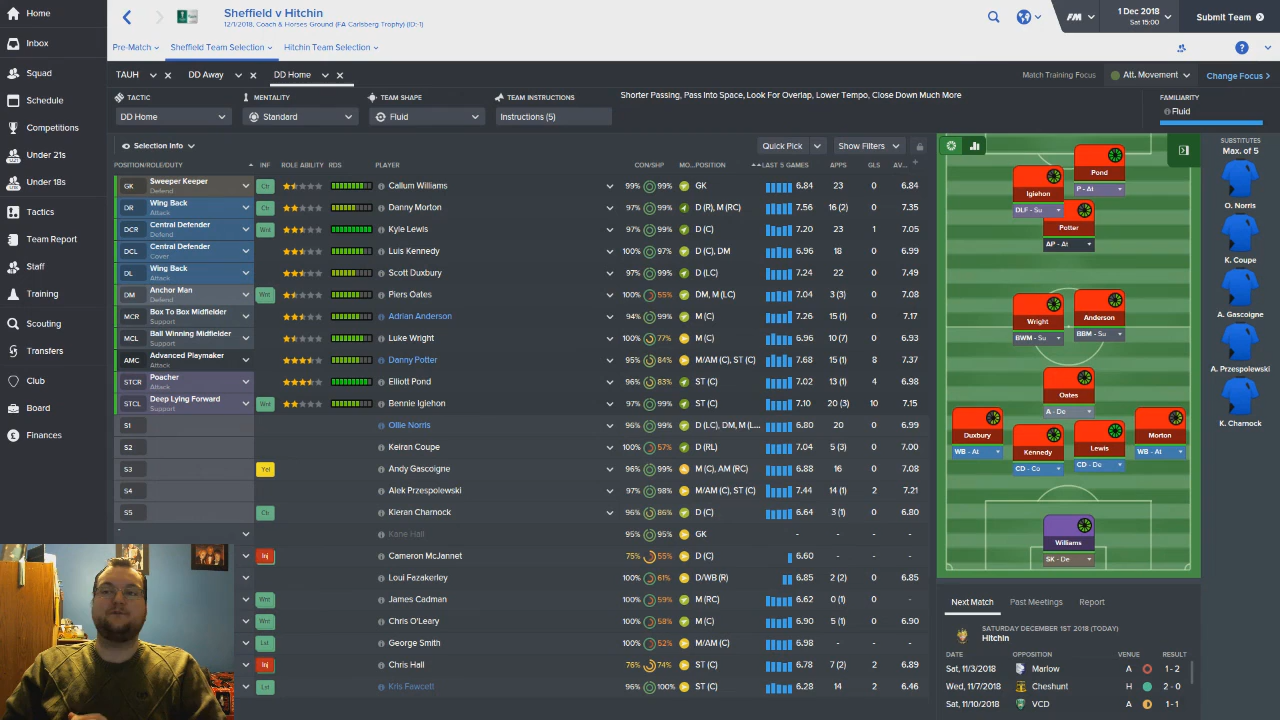 Home
Inbox
Squad
Schedule
Competitions
Under 21s
Under 18s
Tactics
Team Report
Staff
Training
Scouting
Transfers
Club
Board
Finances
Sheffield v Hitchin
12/1/2018, Coach & Horses Ground (FA Carlsberg Trophy) (ID:-1)
FM
1 Dec 2018
Sat 15:00
Submit Team
Pre-Match
Sheffield Team Selection
Hitchin Team Selection
TAUH
DD Away
DD Home
Match Training Focus
Att. Movement
Change Focus >
TACTIC
MENTALITY
TEAM SHAPE
TEAM INSTRUCTIONS
Shorter Passing, Pass Into Space, Look For Overlap, Lower Tempo, Close Down Much More
DD Home
Standard
Fluid
Instructions (5)
FAMILIARITY
Fluid
Selection Info
Quick Pick
Show Filters
POSITION/ROLE/DUTY INF ROLE ABILITY RDS PLAYER CON/SHP MO... POSITION LAST 5 GAMES APPS GLS AV...
GK Sweeper Keeper Defend Ctr Callum Williams 99% 99% GK 6.84 23 0 6.84
DR Wing Back Attack Ctr Danny Morton 97% 99% D (R), M (RC) 7.56 16 (2) 0 7.35
DCR Central Defender Defend Wnt Kyle Lewis 97% 99% D (C) 7.20 23 1 7.05
DCL Central Defender Cover Luis Kennedy 100% 97% D (C), DM 6.96 18 0 6.99
DL Wing Back Attack Scott Duxbury 97% 99% D (LC) 7.24 22 0 7.49
DM Anchor Man Defend Wnt Piers Oates 100% 55% DM, M (LC) 7.04 3 (3) 0 7.08
MCR Box To Box Midfielder Support Adrian Anderson 94% 99% M (C) 7.26 15 (1) 0 7.17
MCL Ball Winning Midfielder Support Luke Wright 100% 77% M (C) 6.96 10 (7) 0 6.93
AMC Advanced Playmaker Attack Danny Potter 95% 84% M/AM (C), ST (C) 7.68 15 (1) 8 7.37
STCR Poacher Attack Elliott Pond 96% 83% ST (C) 7.02 13 (1) 4 6.98
STCL Deep Lying Forward Support Wnt Bennie Igiehon 97% 99% ST (C) 7.10 20 (3) 10 7.15
S1 Ollie Norris 96% 99% D (LC), DM, M (L... 6.80 20 0 6.99
S2 Keiran Coupe 100% 57% D (RL) 7.04 5 (3) 0 7.00
S3 Yel Andy Gascoigne 96% 99% M (C), AM (RC) 6.88 16 0 7.08
S4 Alek Przespolewski 97% 98% M/AM (C), ST (C) 7.44 14 (1) 2 7.21
S5 Ctr Kieran Charnock 100% 86% D (C) 6.64 3 (1) 0 6.80
- Kane Hall 95% 95% GK - - - -
Inj Cameron McJannet 75% 55% D (C) 6.60 - - -
Loui Fazakerley 100% 61% D/WB (R) 6.85 2 (2) 0 6.85
Wnt James Cadman 100% 59% M (RC) 6.62 0 (1) 0 -
Wnt Chris O'Leary 100% 58% M (C) 6.90 5 (1) 0 6.90
Lst George Smith 100% 52% M/AM (C) 6.98 - - -
Inj Chris Hall 76% 74% ST (C) 6.78 7 (2) 2 6.89
Lst Kris Fawcett 96% 100% ST (C) 6.28 14 2 6.46
Pond
P - At
Igiehon
DLF - Su
Potter
AP - At
Wright
BWM - Su
Anderson
BBM - Su
Oates
A - De
Duxbury
WB - At
Kennedy
CD - Co
Lewis
CD - De
Morton
WB - At
Williams
SK - De
SUBSTITUTES
Max. of 5
O. Norris
K. Coupe
A. Gascoigne
A. Przespolewski
K. Charnock
Next Match
Past Meetings
Report
SATURDAY DECEMBER 1ST 2018 (TODAY)
Hitchin
DATE OPPOSITION VENUE RESULT
Sat, 11/3/2018 Marlow A 1 - 2
Wed, 11/7/2018 Cheshunt H 2 - 0
Sat, 11/10/2018 VCD A 1 - 1